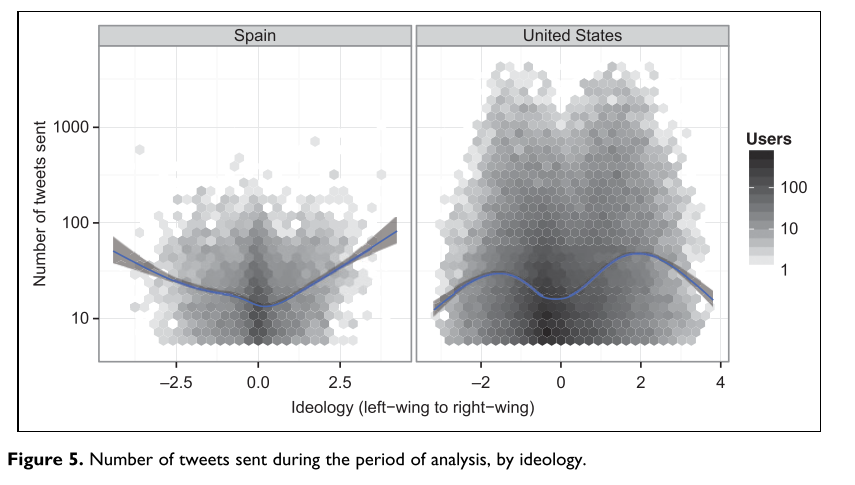 Spain
United States
Number of tweets sent
1000
100
10
−2.5
0.0
2.5
−2
0
2
4
Ideology (left−wing to right−wing)
Users
100
10
1
Figure 5. Number of tweets sent during the period of analysis, by ideology.